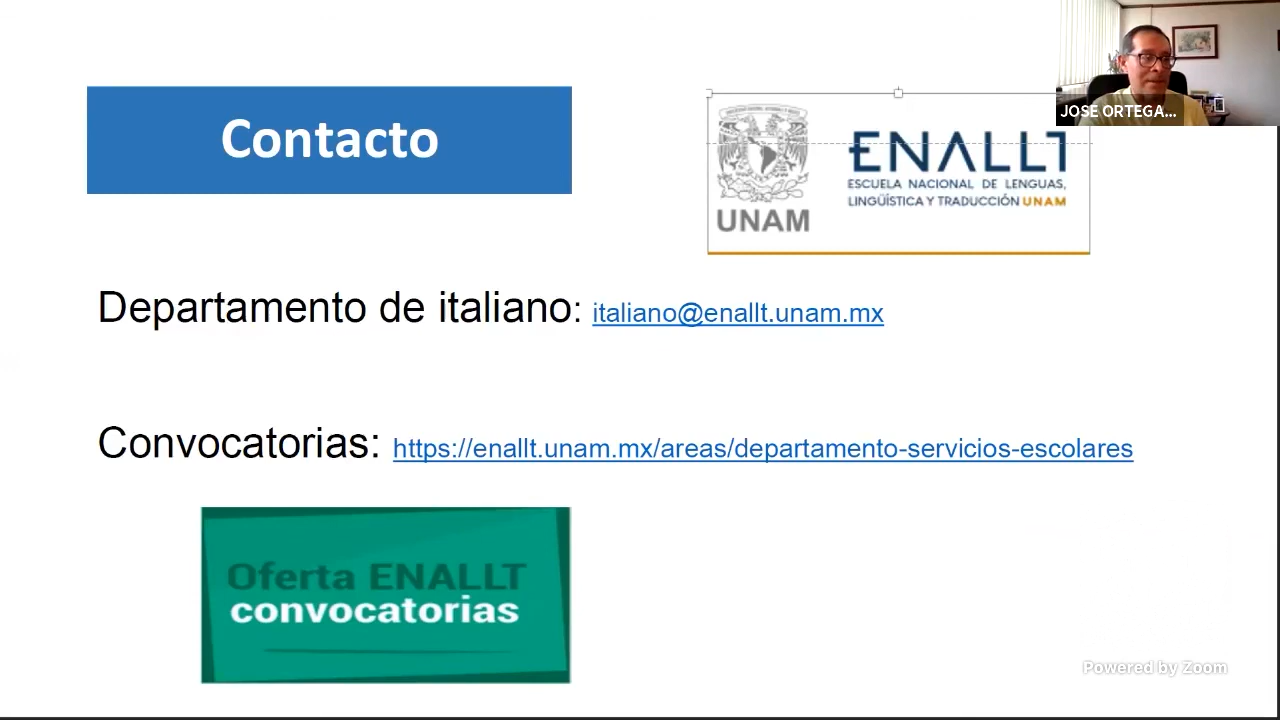 Contacto
UNAM
ENALLT
ESCUELA NACIONAL DE LENGUAS,
LINGÜÍSTICA Y TRADUCCIÓN UNAM
JOSE ORTEGA...
Departamento de italiano: italiano@enallt.unam.mx
Convocatorias: https://enallt.unam.mx/areas/departamento-servicios-escolares
Oferta ENALLT
convocatorias
Powered by Zoom